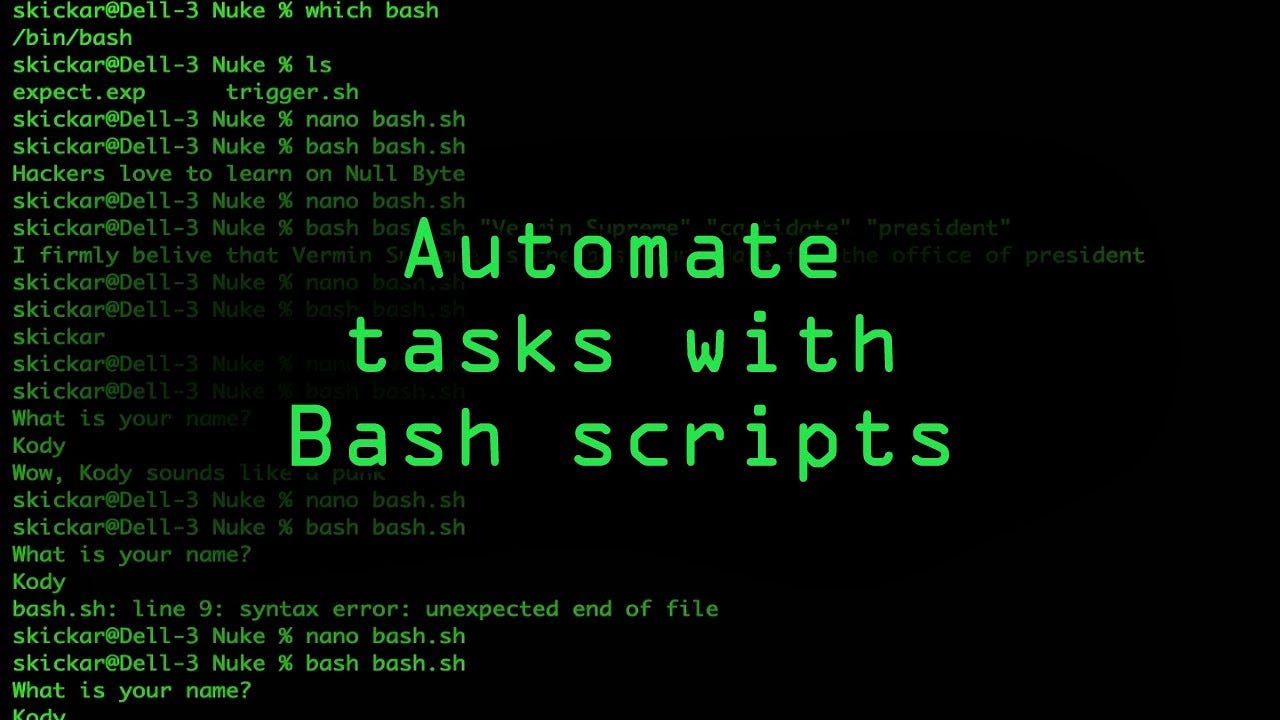 skickar@Dell-3 Nuke % which bash
/bin/bash
skickar@Dell-3 Nuke % ls
expect.exp trigger.sh
skickar@Dell-3 Nuke % nano bash.sh
skickar@Dell-3 Nuke % bash bash.sh
Hackers love to learn on Null Byte
skickar@Dell-3 Nuke % nano bash.sh
skickar@Dell-3 Nuke % bash bash.sh "Vermin Supreme" "president"
I firmly belive that Vermin the office of president
skickar@Dell-3 Nuke % nano bash.sh
skickar@Dell-3 Nuke % bash bash.sh
skickar
skickar@Dell-3 Nuke % nano
skickar@Dell-3 Nuke % bash bash.sh
What is your name?
Kody
Wow, Kody sounds like a punk
skickar@Dell-3 Nuke % nano bash.sh
skickar@Dell-3 Nuke % bash bash.sh
What is your name?
Kody
bash.sh: line 9: syntax error: unexpected end of file
skickar@Dell-3 Nuke % nano bash.sh
skickar@Dell-3 Nuke % bash bash.sh
What is your name?
Kody
Automate
tasks with
Bash scripts